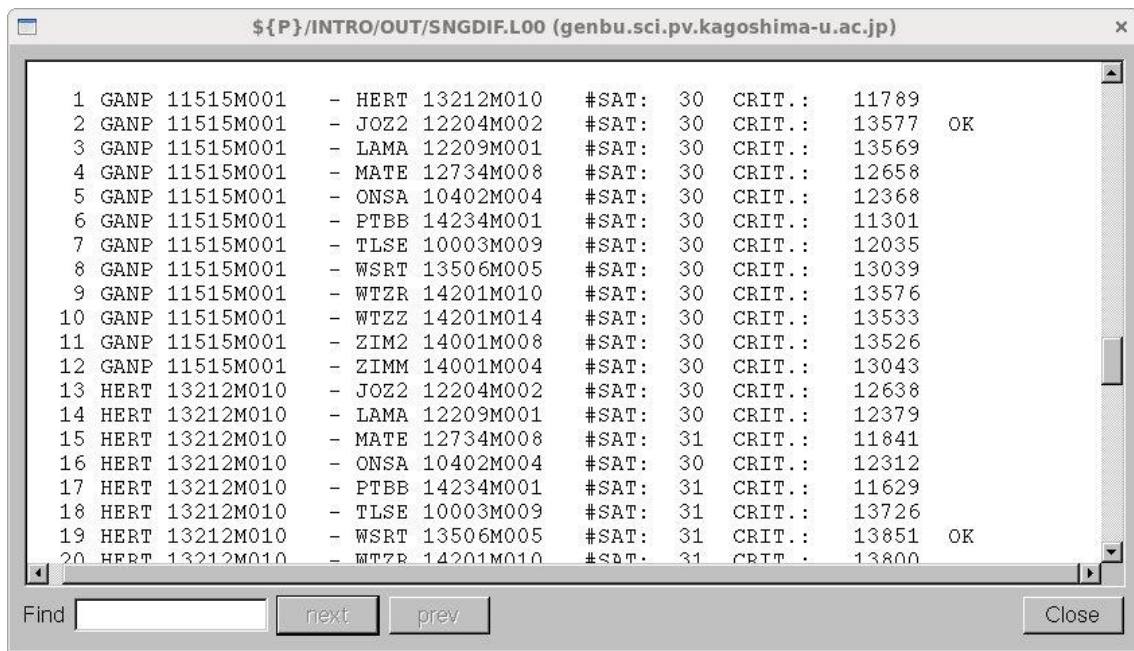 ${P}/INTRO/OUT/SNGDIF.L00 (genbu.sci.pv.kagoshima-u.ac.jp)
1 GANP 11515M001 - HERT 13212M010 #SAT: 30 CRIT.: 11789
2 GANP 11515M001 - JOZ2 12204M002 #SAT: 30 CRIT.: 13577 OK
3 GANP 11515M001 - LAMA 12209M001 #SAT: 30 CRIT.: 13569
4 GANP 11515M001 - MATE 12734M008 #SAT: 30 CRIT.: 12658
5 GANP 11515M001 - ONSA 10402M004 #SAT: 30 CRIT.: 12368
6 GANP 11515M001 - PTBB 14234M001 #SAT: 30 CRIT.: 11301
7 GANP 11515M001 - TLSE 10003M009 #SAT: 30 CRIT.: 12035
8 GANP 11515M001 - WSRT 13506M005 #SAT: 30 CRIT.: 13039
9 GANP 11515M001 - WTZR 14201M010 #SAT: 30 CRIT.: 13576
10 GANP 11515M001 - WTZZ 14201M014 #SAT: 30 CRIT.: 13533
11 GANP 11515M001 - ZIM2 14001M008 #SAT: 30 CRIT.: 13526
12 GANP 11515M001 - ZIMM 14001M004 #SAT: 30 CRIT.: 13043
13 HERT 13212M010 - JOZ2 12204M002 #SAT: 30 CRIT.: 12638
14 HERT 13212M010 - LAMA 12209M001 #SAT: 30 CRIT.: 12379
15 HERT 13212M010 - MATE 12734M008 #SAT: 31 CRIT.: 11841
16 HERT 13212M010 - ONSA 10402M004 #SAT: 30 CRIT.: 12312
17 HERT 13212M010 - PTBB 14234M001 #SAT: 31 CRIT.: 11629
18 HERT 13212M010 - TLSE 10003M009 #SAT: 31 CRIT.: 13726
19 HERT 13212M010 - WSRT 13506M005 #SAT: 31 CRIT.: 13851 OK
20 HERT 13212M010 - WTZR 14201M010 #SAT: 31 CRIT.: 13800
Find next prev Close